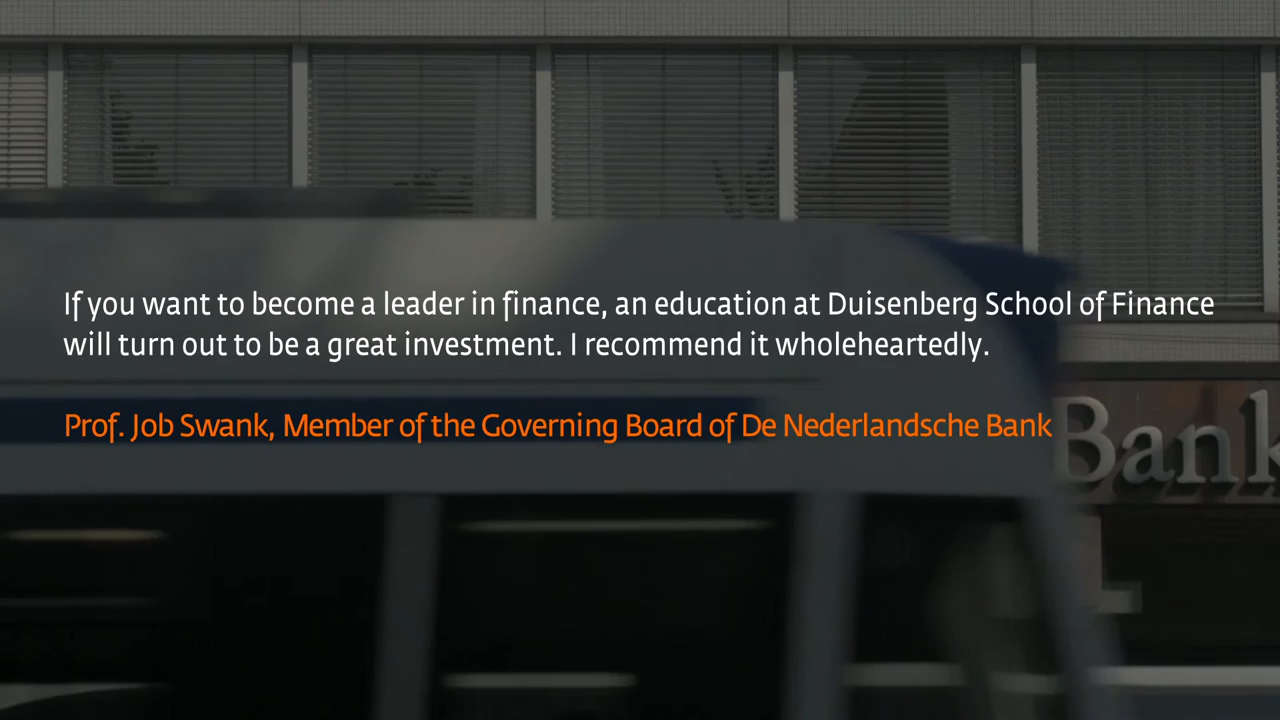 If you want to become a leader in finance, an education at Duisenberg School of Finance
will turn out to be a great investment. I recommend it wholeheartedly.
Prof. Job Swank, Member of the Governing Board of De Nederlandsche Bank
Bank